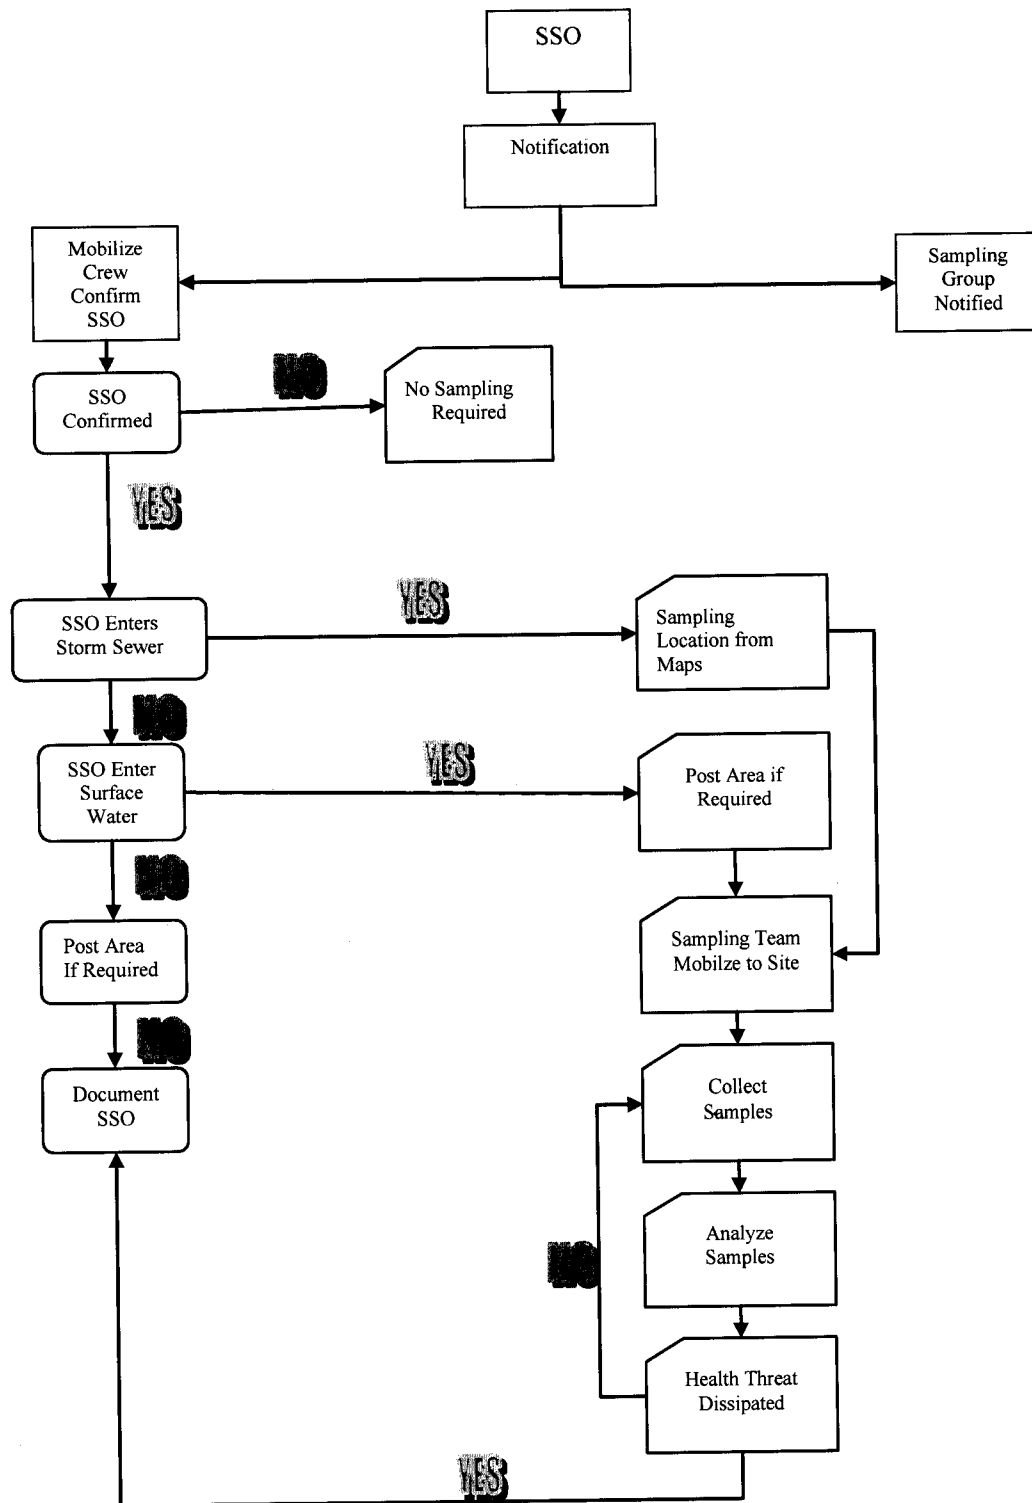 SSO
Notification
Mobilize
Crew
Confirm
SSO
Sampling
Group
Notified
SSO
Confirmed
NO
No Sampling
Required
YES
SSO Enters
Storm Sewer
YES
Sampling
Location from
Maps
NO
SSO Enter
Surface
Water
YES
Post Area if
Required
NO
Post Area
If Required
Sampling Team
Mobilze to Site
NO
Document
SSO
Collect
Samples
Analyze
Samples
NO
Health Threat
Dissipated
YES